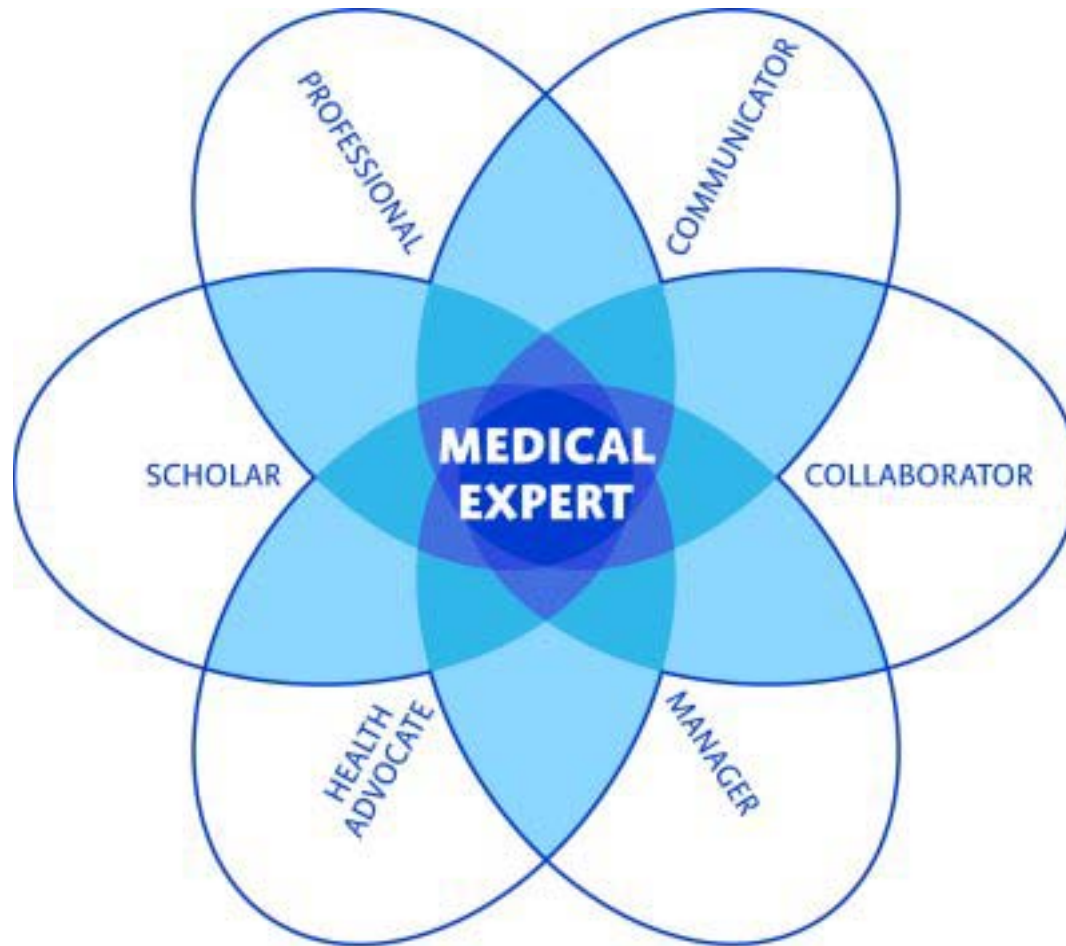 PROFESSIONAL
COMMUNICATOR
SCHOLAR
MEDICAL
EXPERT
COLLABORATOR
HEALTH
ADVOCATE
MANAGER